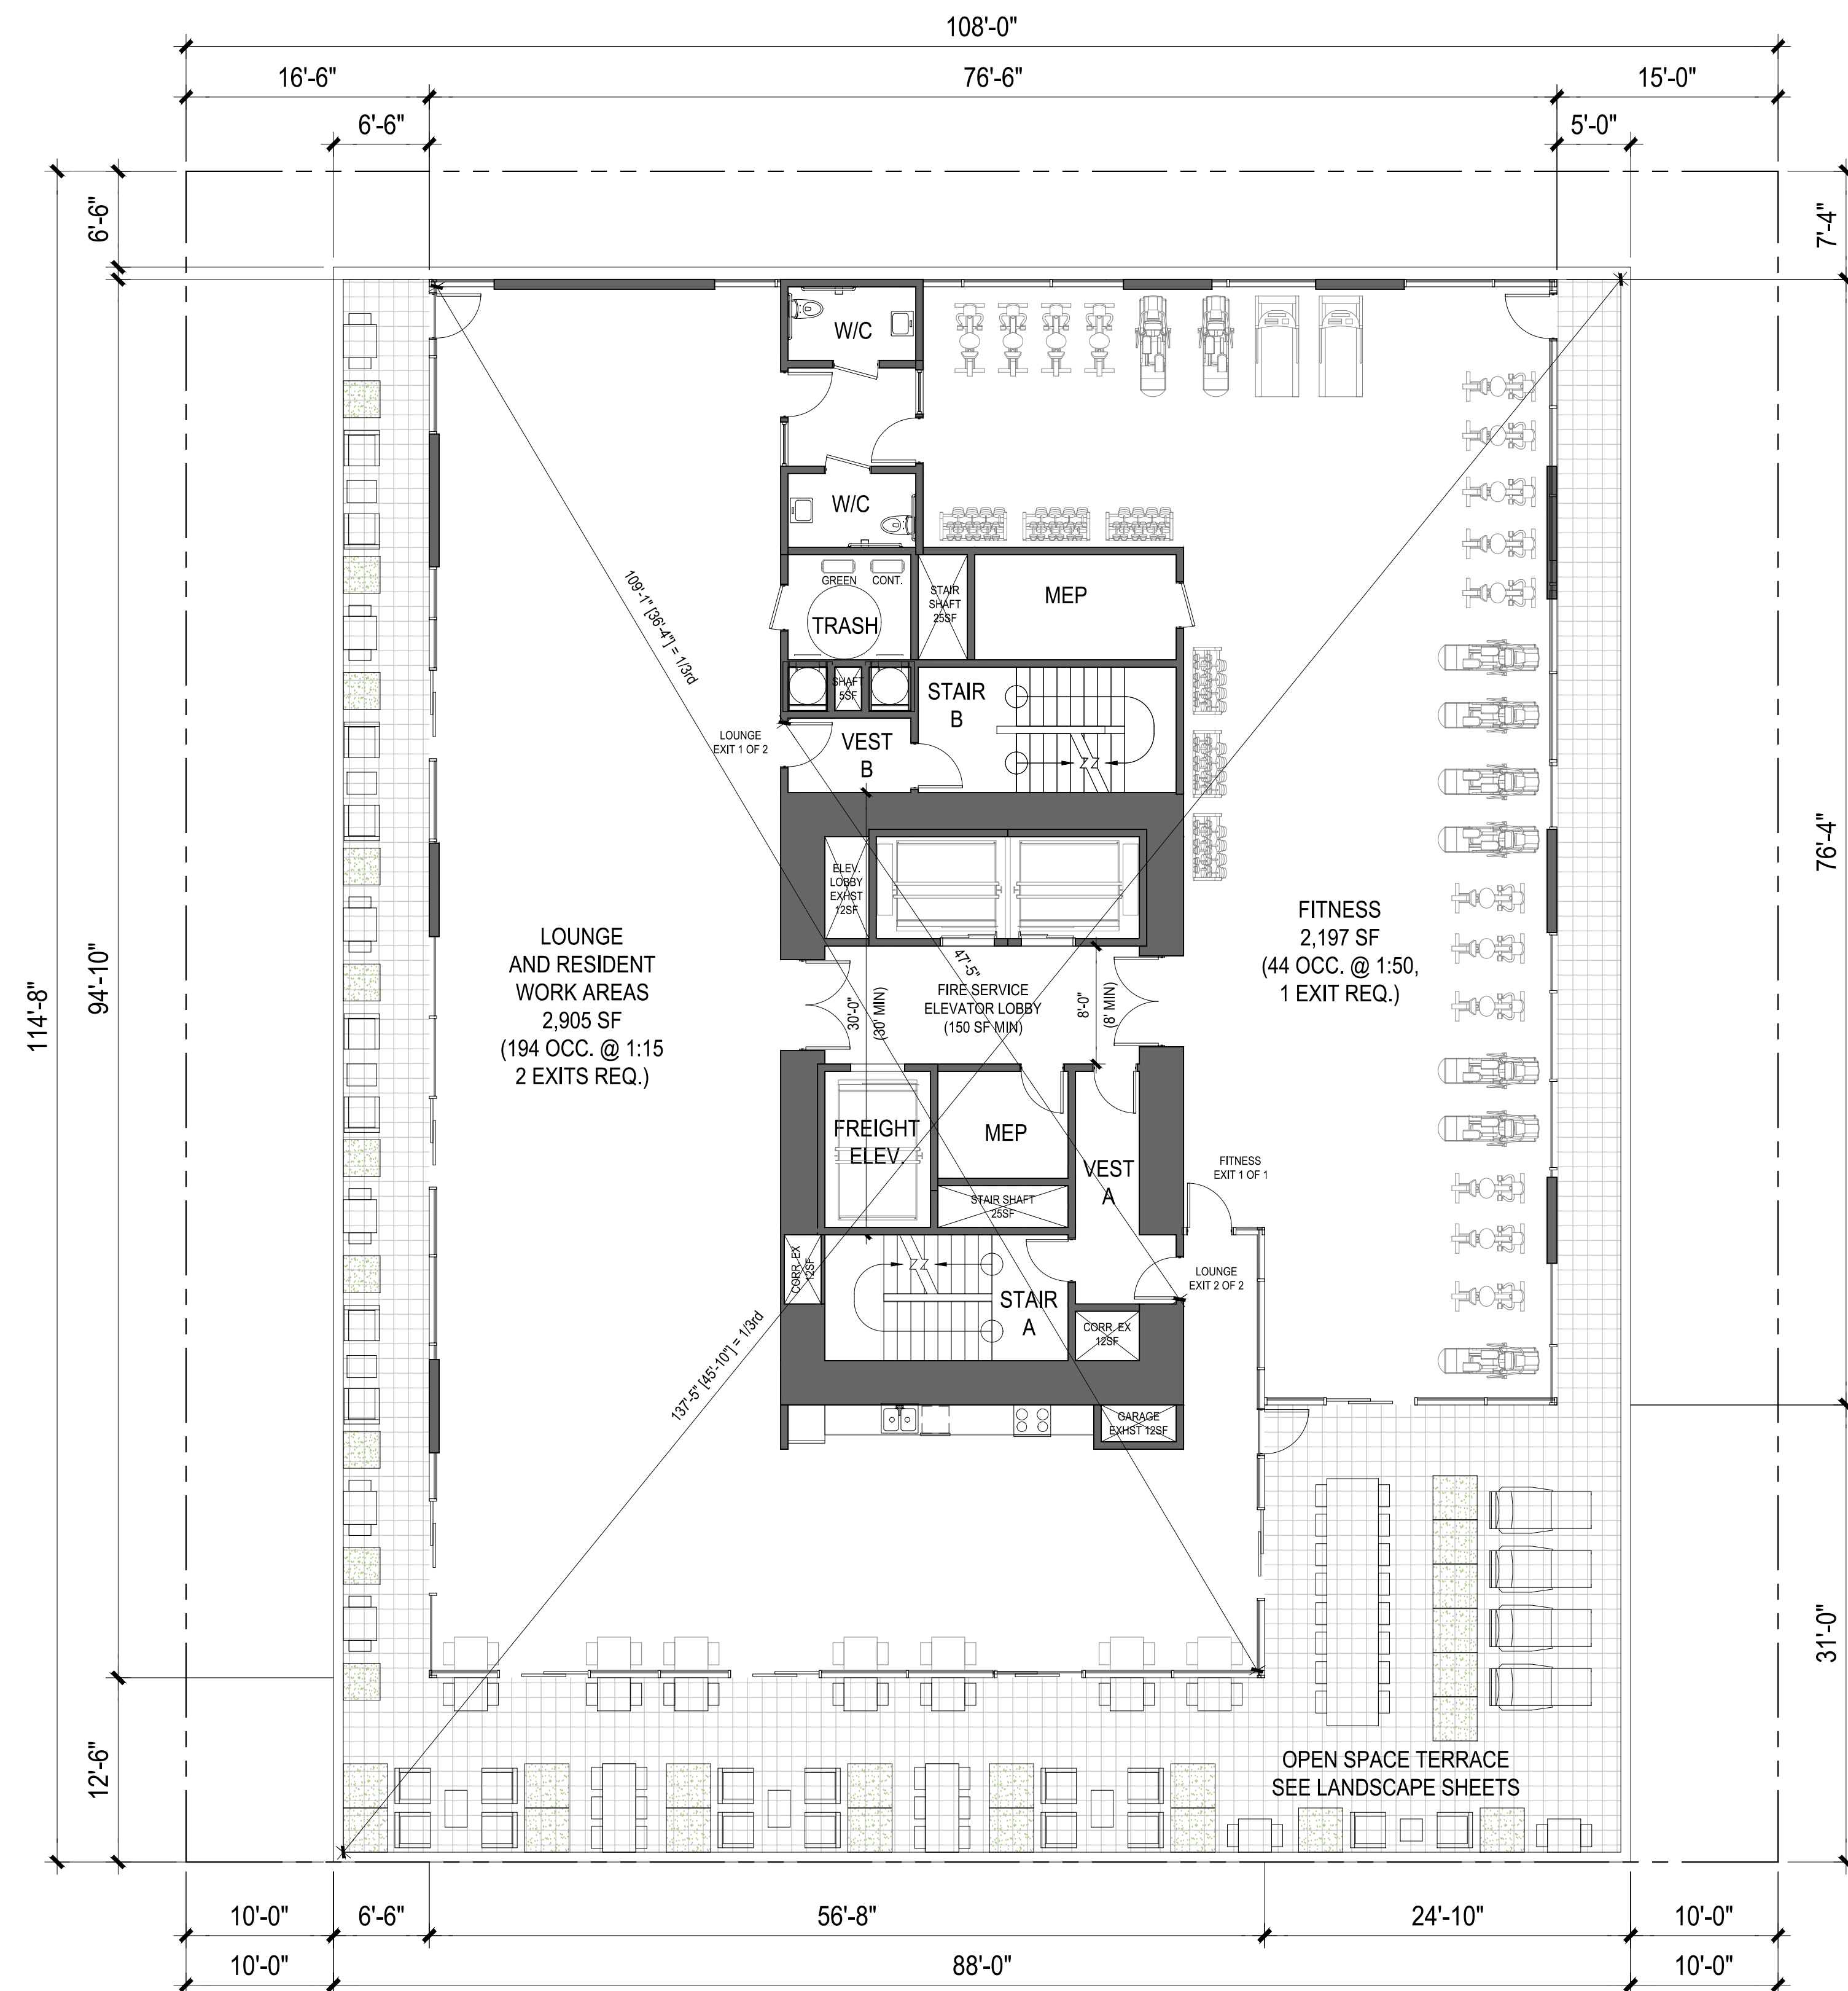 108'-0"
16'-6"
76'-6"
15'-0"
6'-6"
5'-0"
6'-6"
7'-4"
114'-8"
94'-10"
12'-6"
76'-4"
31'-0"
W/C
W/C
GREEN
CONT.
TRASH
STAIR
SHAFT
25SF
MEP
SHAFT
5SF
STAIR
B
VEST
B
LOUNGE
EXIT 1 OF 2
109'-1" [36'-4"] = 1/3rd
ELEV.
LOBBY
EXHST
12SF
LOUNGE
AND RESIDENT
WORK AREAS
2,905 SF
(194 OCC. @ 1:15
2 EXITS REQ.)
FITNESS
2,197 SF
(44 OCC. @ 1:50,
1 EXIT REQ.)
47'-5"
FIRE SERVICE
ELEVATOR LOBBY
(150 SF MIN)
30'-0"
(30' MIN)
8'-0"
(8' MIN)
FREIGHT
ELEV.
MEP
VEST
A
STAIR SHAFT
25SF
FITNESS
EXIT 1 OF 1
CORR. EX
12SF
STAIR
A
LOUNGE
EXIT 2 OF 2
CORR. EX
12SF
137'-5" [45'-10"] = 1/3rd
GARAGE
EXHST 12SF
OPEN SPACE TERRACE
SEE LANDSCAPE SHEETS
10'-0"
6'-6"
56'-8"
24'-10"
10'-0"
10'-0"
88'-0"
10'-0"